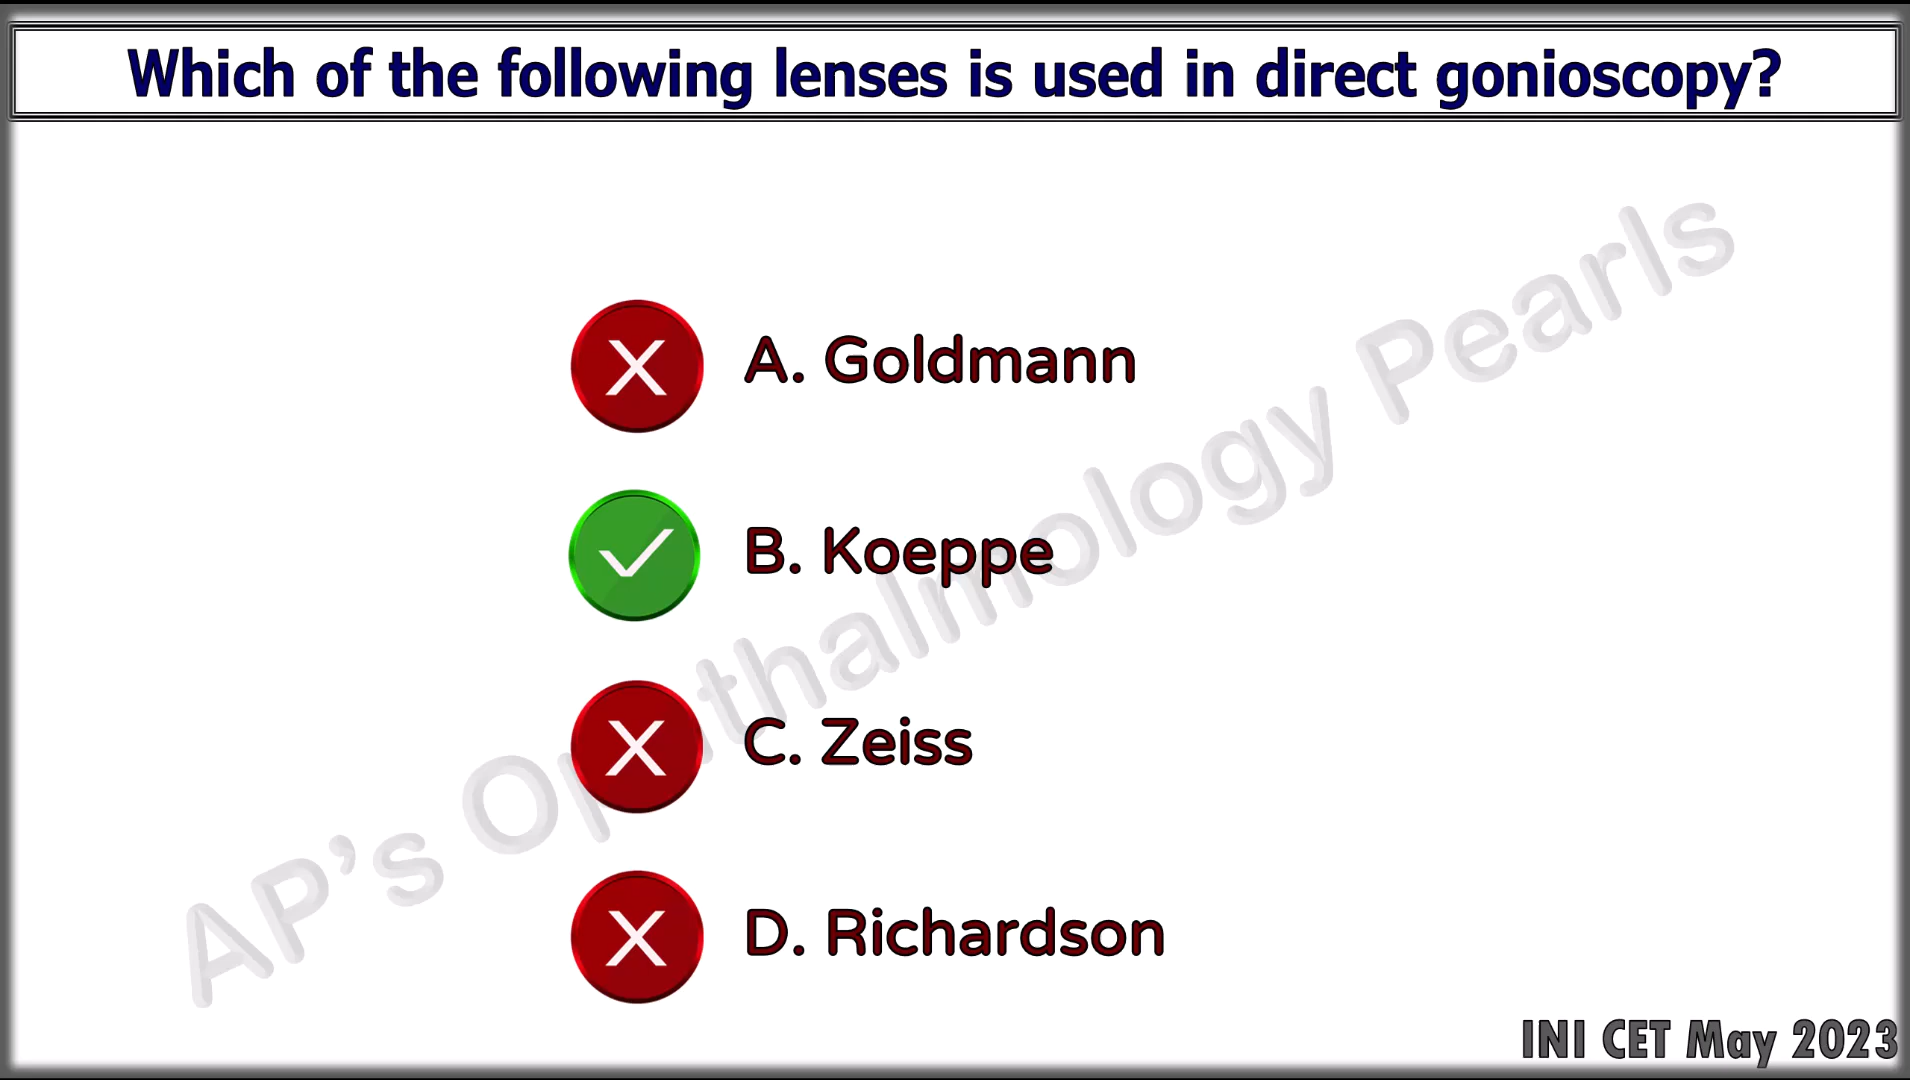 Which of the following lenses is used in direct gonioscopy?
A. Goldmann
B. Koeppe
C. Zeiss
D. Richardson
AP's Ophthalmology Pearls
INI CET May 2023